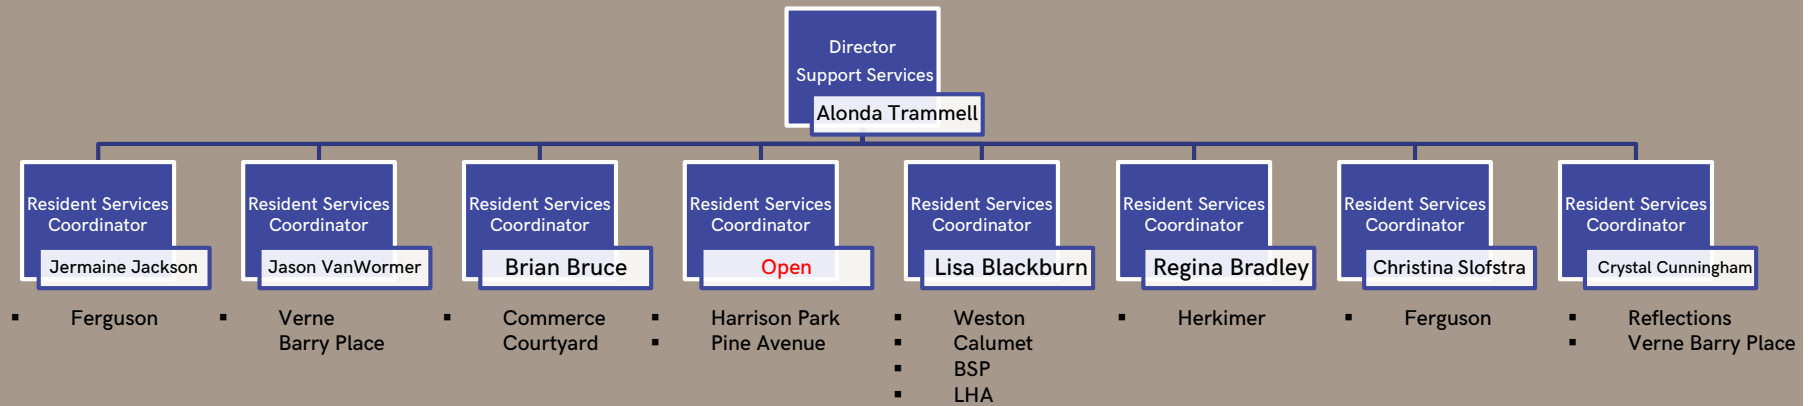 Director
Support Services
Alonda Trammell
Resident Services
Coordinator
Jermaine Jackson
▪ Ferguson
Resident Services
Coordinator
Jason VanWormer
▪ Verne
Barry Place
Resident Services
Coordinator
Brian Bruce
▪ Commerce
Courtyard
Resident Services
Coordinator
Open
▪ Harrison Park
▪ Pine Avenue
Resident Services
Coordinator
Lisa Blackburn
▪ Weston
▪ Calumet
▪ BSP
▪ LHA
Resident Services
Coordinator
Regina Bradley
▪ Herkimer
Resident Services
Coordinator
Christina Slofstra
▪ Ferguson
Resident Services
Coordinator
Crystal Cunningham
▪ Reflections
▪ Verne Barry Place